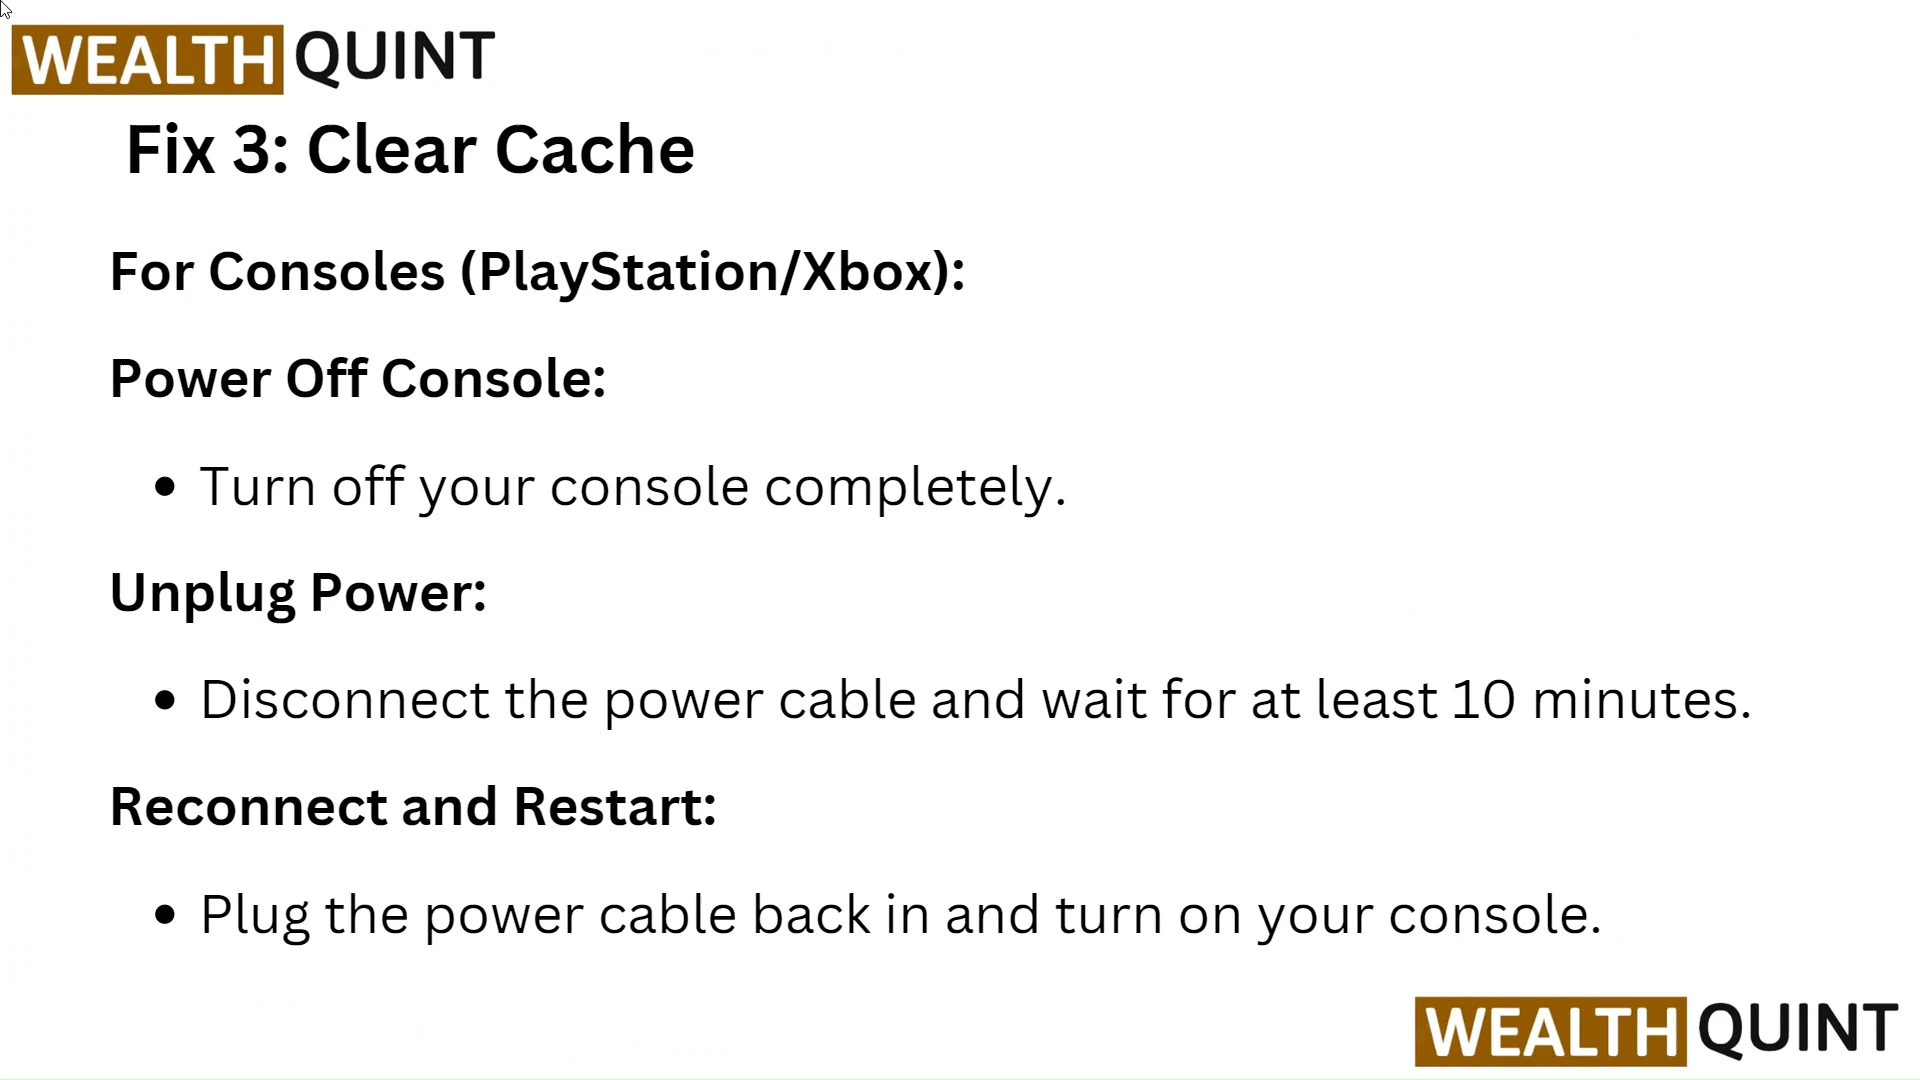 WEALTH QUINT
Fix 3: Clear Cache
For Consoles (PlayStation/Xbox):
Power Off Console:
• Turn off your console completely.
Unplug Power:
• Disconnect the power cable and wait for at least 10 minutes.
Reconnect and Restart:
• Plug the power cable back in and turn on your console.
WEALTH QUINT